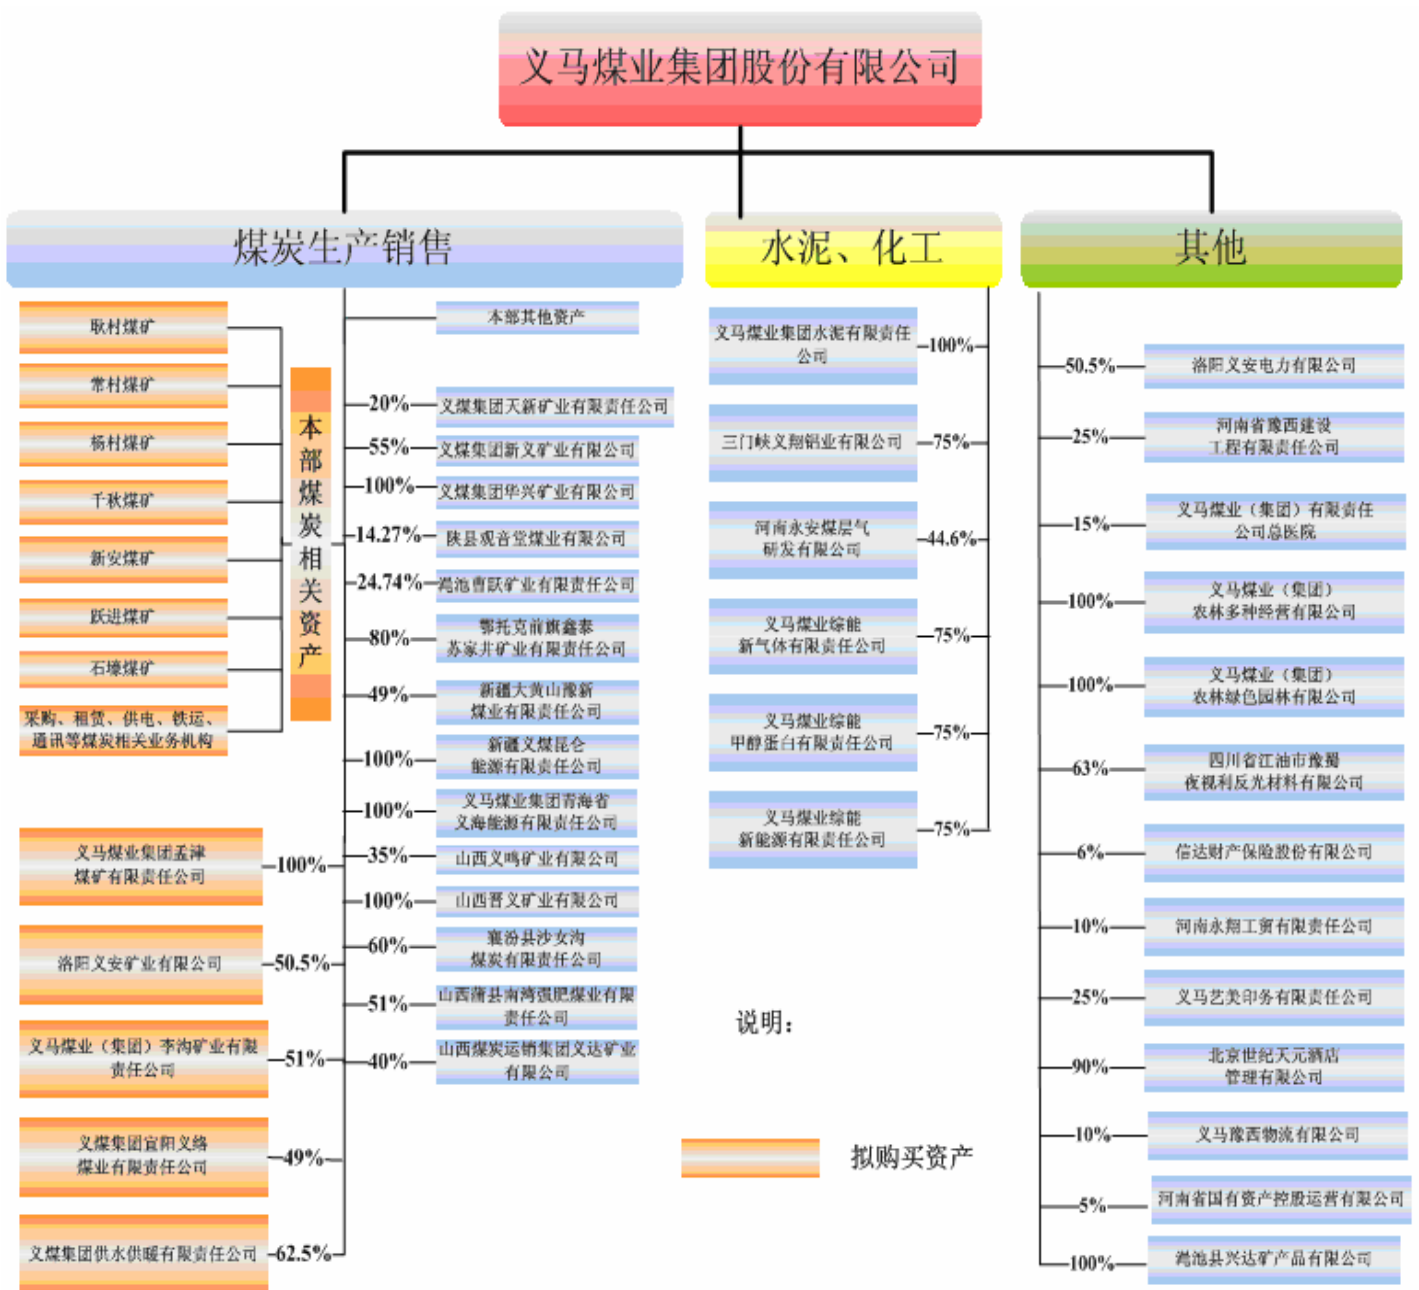 义马煤业集团股份有限公司
煤炭生产销售
水泥、化工
其他
耿村煤矿
常村煤矿
杨村煤矿
千秋煤矿
新安煤矿
跃进煤矿
石壕煤矿
采购、租赁、供电、铁运、
通讯等煤炭相关业务机构
本部煤炭相关资产
义马煤业集团孟津
煤矿有限责任公司
100%
洛阳义安矿业有限公司
50.5%
义马煤业（集团）李沟矿业有限
责任公司
51%
义煤集团宜阳义络
煤业有限责任公司
49%
义煤集团供水供暖有限责任公司
62.5%
本部其他资产
20%
义煤集团天新矿业有限责任公司
55%
义煤集团新义矿业有限公司
100%
义煤集团华兴矿业有限公司
14.27%
陕县观音堂煤业有限公司
24.74%
渑池曹跃矿业有限责任公司
80%
鄂托克前旗鑫泰
苏家井矿业有限责任公司
49%
新疆大黄山豫新
煤业有限责任公司
100%
新疆义煤昆仑
能源有限责任公司
100%
义马煤业集团青海省
义海能源有限责任公司
35%
山西义鸣矿业有限公司
100%
山西晋义矿业有限公司
60%
襄汾县沙女沟
煤炭有限责任公司
51%
山西蒲县南湾强肥煤业有限
责任公司
40%
山西煤炭运销集团义达矿业
有限公司
义马煤业集团水泥有限责任
公司
100%
三门峡义翔铝业有限公司
75%
河南永安煤层气
研发有限公司
44.6%
义马煤业综能
新气体有限责任公司
75%
义马煤业综能
甲醇蛋白有限责任公司
75%
义马煤业综能
新能源有限责任公司
75%
说明：
拟购买资产
50.5%
洛阳义安电力有限公司
25%
河南省豫西建设
工程有限责任公司
15%
义马煤业（集团）有限责任
公司总医院
100%
义马煤业（集团）
农林多种经营有限公司
100%
义马煤业（集团）
农林绿色园林有限公司
63%
四川省江油市豫蜀
夜视利反光材料有限公司
6%
信达财产保险股份有限公司
10%
河南永翔工贸有限责任公司
25%
义马艺美印务有限责任公司
90%
北京世纪天元酒店
管理有限公司
10%
义马豫西物流有限公司
5%
河南省国有资产控股运营有限公司
100%
渑池县兴达矿产品有限公司